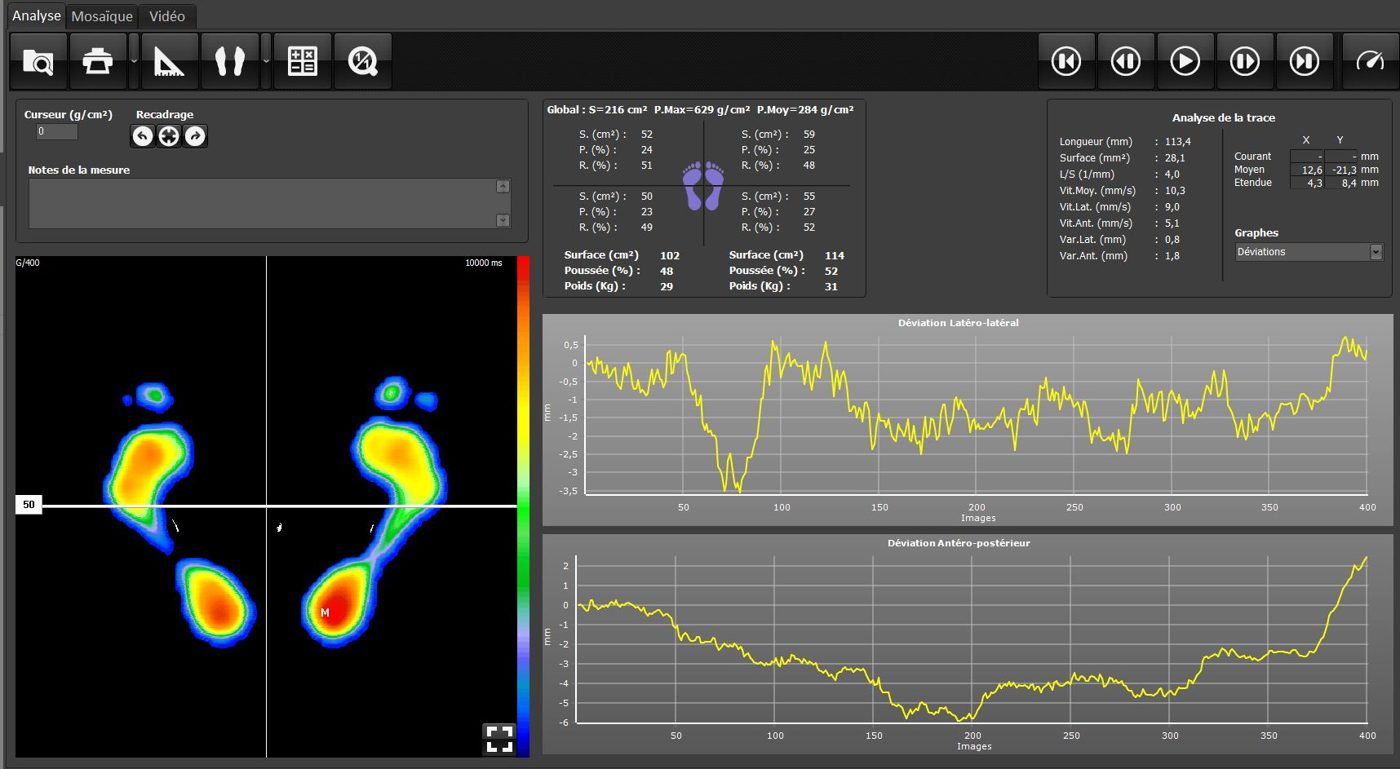 Analyse Mosaïque Vidéo
1/1
Curseur (g/cm²) Recadrage
0
Notes de la mesure
Global : S=216 cm² P.Max=629 g/cm² P.Moy=284 g/cm²
S. (cm²) : 52 S. (cm²) : 59
P. (%) : 24 P. (%) : 25
R. (%) : 51 R. (%) : 48
S. (cm²) : 50 S. (cm²) : 55
P. (%) : 23 P. (%) : 27
R. (%) : 49 R. (%) : 52
Surface (cm²) 102 Surface (cm²) 114
Poussée (%) : 48 Poussée (%) : 52
Poids (Kg) : 29 Poids (Kg) : 31
Analyse de la trace
Longueur (mm) : 113,4
Surface (mm²) : 28,1
L/S (1/mm) : 4,0
Vit.Moy. (mm/s) : 10,3
Vit.Lat. (mm/s) : 9,0
Vit.Ant. (mm/s) : 5,1
Var.Lat. (mm) : 0,8
Var.Ant. (mm) : 1,8
X Y
Courant - - mm
Moyen 12,6 -21,3 mm
Etendue 4,3 8,4 mm
Graphes
Déviations
G/400 10000 ms
50
M
Déviation Latéro-latéral
0,5
0
-0,5
-1
-1,5
-2
-2,5
-3
-3,5
mm
50 100 150 200 250 300 350 400
Images
Déviation Antéro-postérieur
2
1
0
-1
-2
-3
-4
-5
-6
mm
50 100 150 200 250 300 350 400
Images